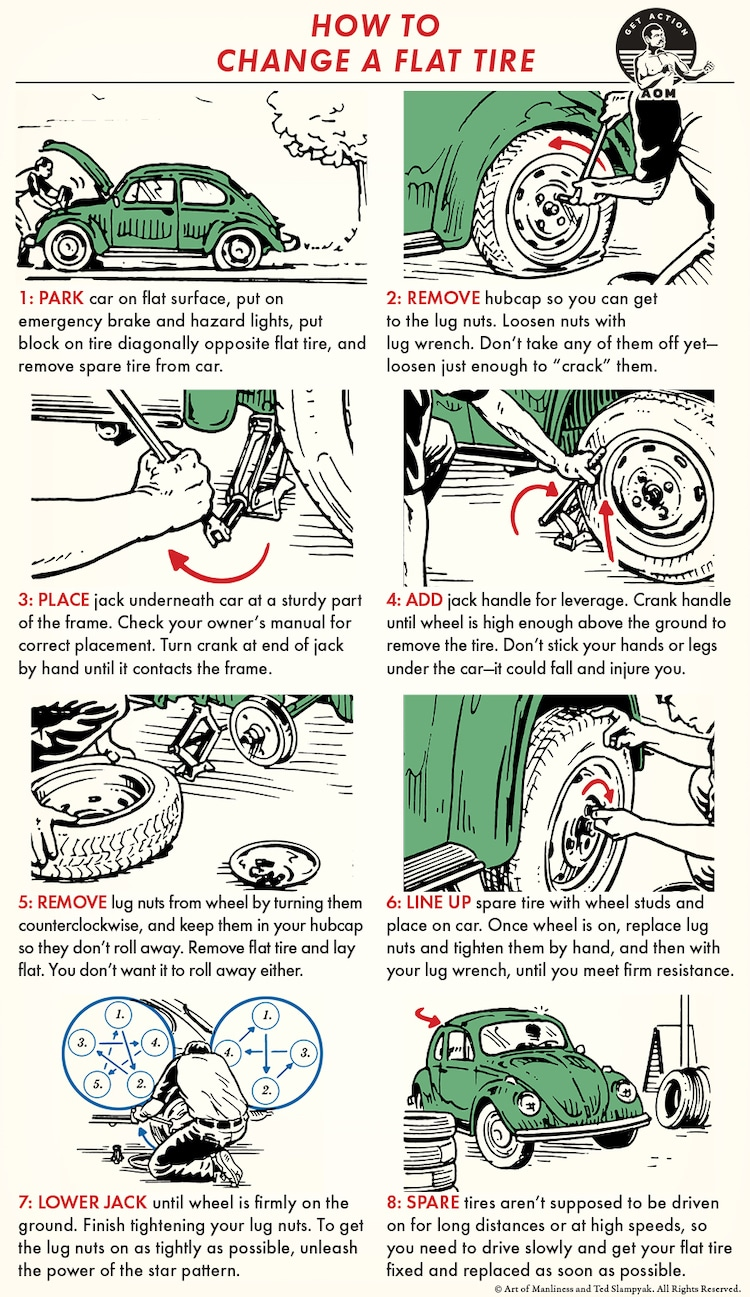 HOW TO
CHANGE A FLAT TIRE
GET ACTION
AOM
1: PARK car on flat surface, put on
emergency brake and hazard lights, put
block on tire diagonally opposite flat tire, and
remove spare tire from car.
2: REMOVE hubcap so you can get
to the lug nuts. Loosen nuts with
lug wrench. Don’t take any of them off yet—
loosen just enough to “crack” them.
3: PLACE jack underneath car at a sturdy part
of the frame. Check your owner’s manual for
correct placement. Turn crank at end of jack
by hand until it contacts the frame.
4: ADD jack handle for leverage. Crank handle
until wheel is high enough above the ground to
remove the tire. Don’t stick your hands or legs
under the car—it could fall and injure you.
5: REMOVE lug nuts from wheel by turning them
counterclockwise, and keep them in your hubcap
so they don’t roll away. Remove flat tire and lay
flat. You don’t want it to roll away either.
6: LINE UP spare tire with wheel studs and
place on car. Once wheel is on, replace lug
nuts and tighten them by hand, and then with
your lug wrench, until you meet firm resistance.
1.
3.
4.
5.
2.
1.
4.
3.
2.
7: LOWER JACK until wheel is firmly on the
ground. Finish tightening your lug nuts. To get
the lug nuts on as tightly as possible, unleash
the power of the star pattern.
8: SPARE tires aren’t supposed to be driven
on for long distances or at high speeds, so
you need to drive slowly and get your flat tire
fixed and replaced as soon as possible.
© Art of Manliness and Ted Slampyak. All Rights Reserved.